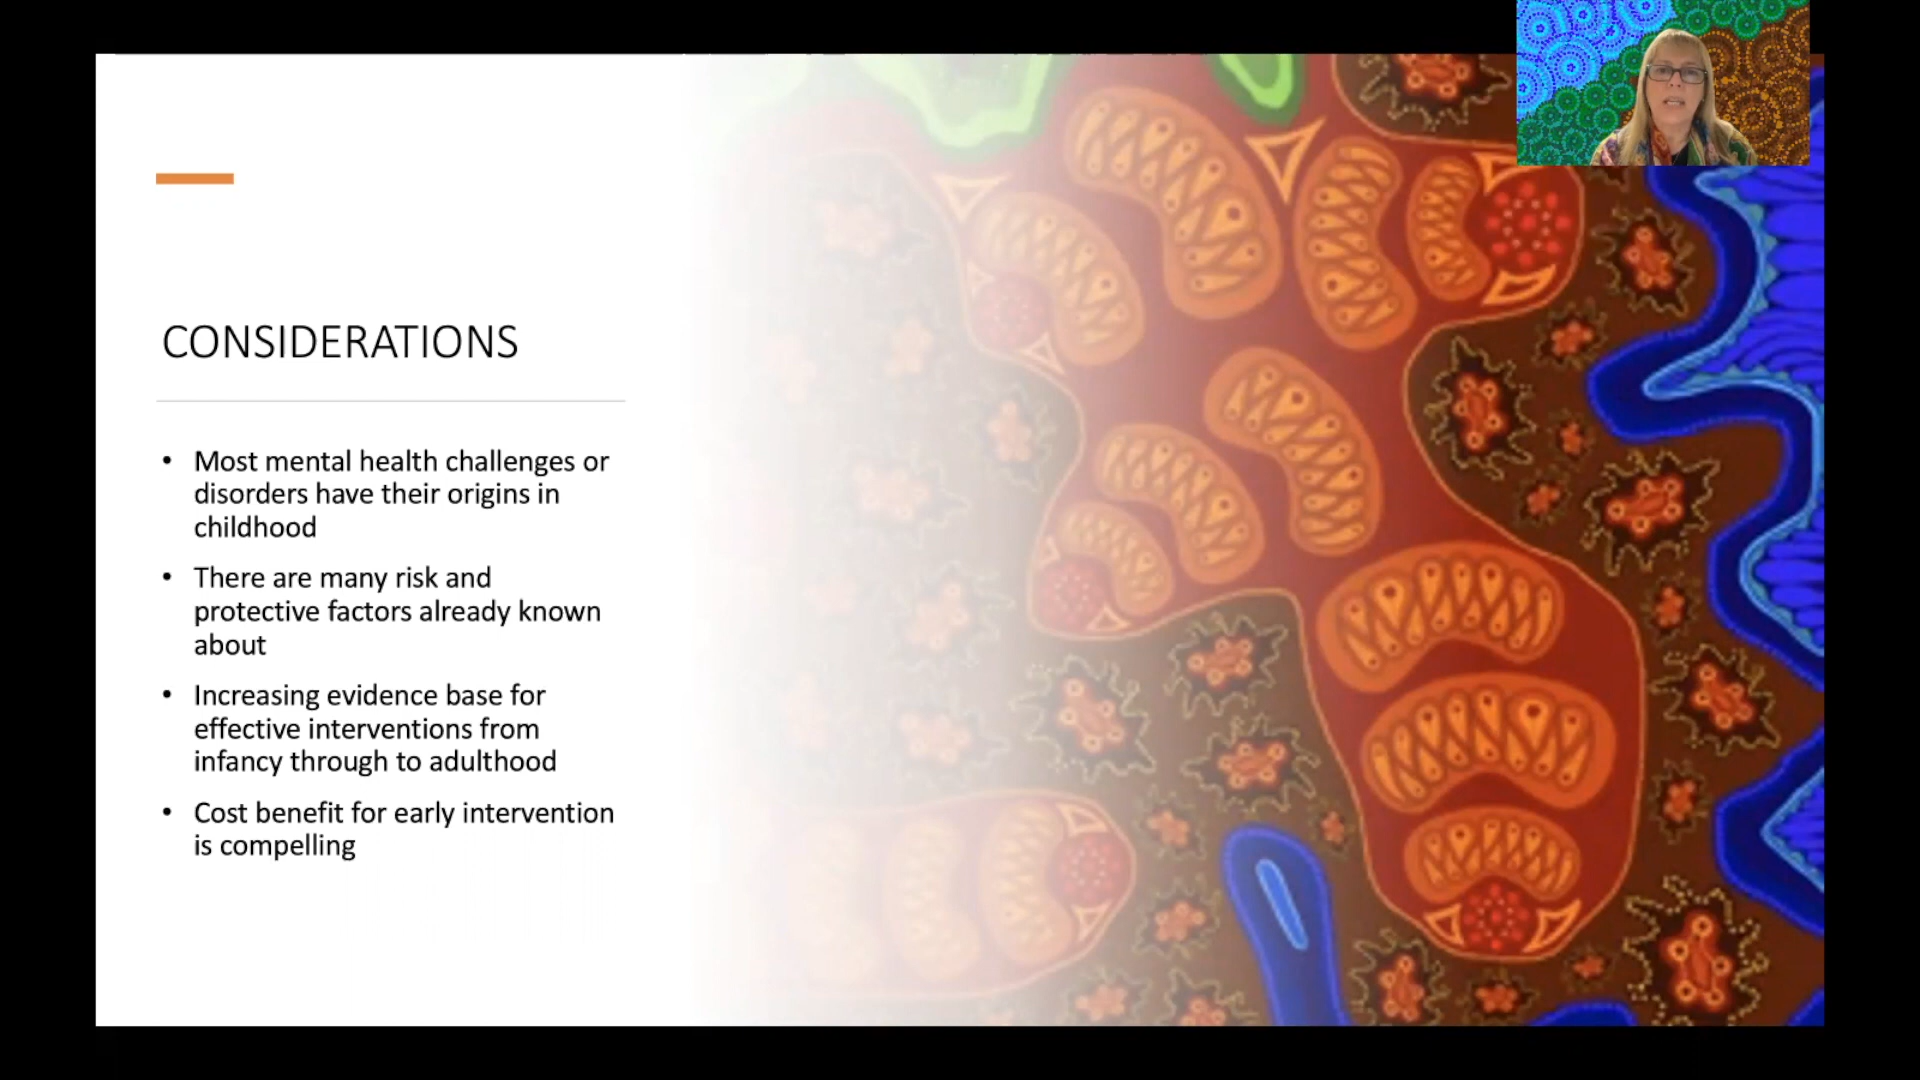 CONSIDERATIONS
• Most mental health challenges or
disorders have their origins in
childhood
• There are many risk and
protective factors already known
about
• Increasing evidence base for
effective interventions from
infancy through to adulthood
• Cost benefit for early intervention
is compelling